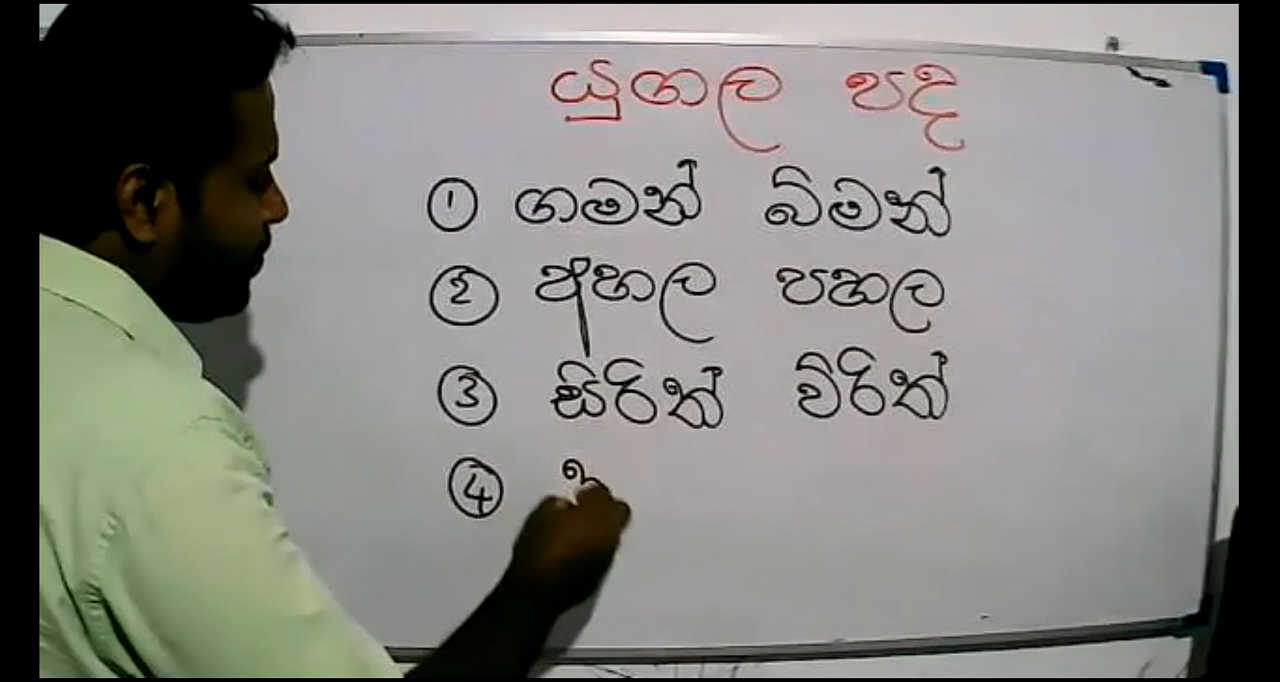 යුගල පද
① ගමන් බිමන්
② අහල පහල
③ සිරිත් විරිත්
④